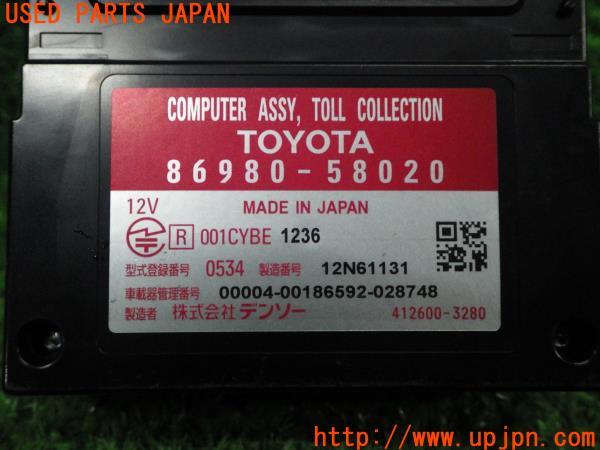 USED PARTS JAPAN
COMPUTER ASSY, TOLL COLLECTION
TOYOTA
86980-58020
12V
MADE IN JAPAN
R 001CYBE 1236
型式登録番号 0534 製造番号 12N61131
車載器管理番号 00004-00186592-028748
製造者 株式会社デンソー 412600-3280
http://www.upjpn.com/